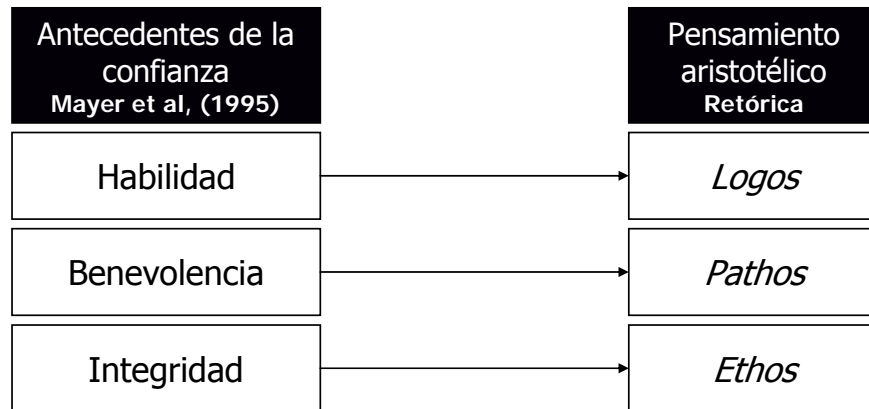 Antecedentes de la
confianza
Mayer et al, (1995)
Pensamiento
aristotélico
Retórica
Habilidad
Logos
Benevolencia
Pathos
Integridad
Ethos